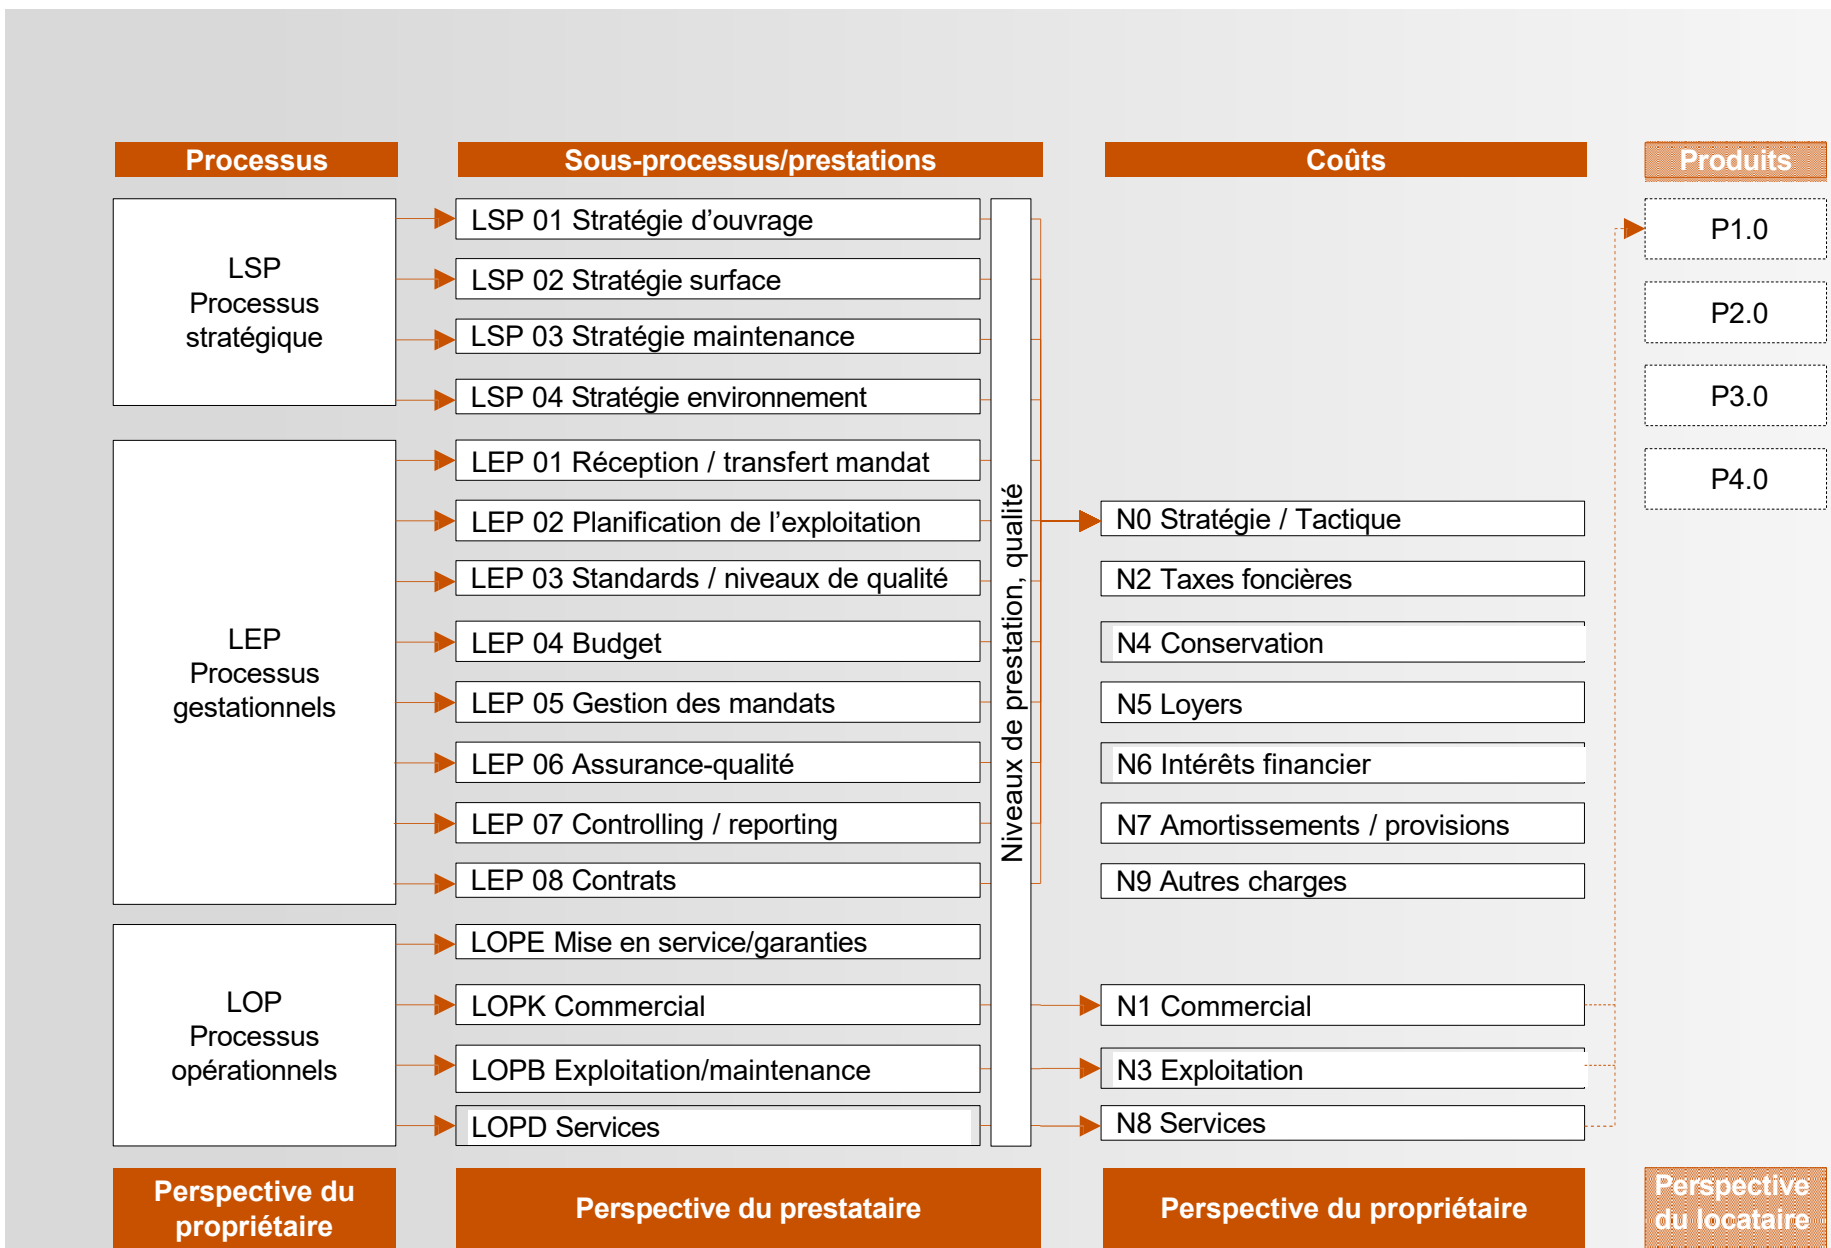 Processus
Sous-processus/prestations
Coûts
Produits
LSP
Processus
stratégique
LSP 01 Stratégie d’ouvrage
LSP 02 Stratégie surface
LSP 03 Stratégie maintenance
LSP 04 Stratégie environnement
LEP
Processus
gestationnels
LEP 01 Réception / transfert mandat
LEP 02 Planification de l’exploitation
LEP 03 Standards / niveaux de qualité
LEP 04 Budget
LEP 05 Gestion des mandats
LEP 06 Assurance-qualité
LEP 07 Controlling / reporting
LEP 08 Contrats
LOP
Processus
opérationnels
LOPE Mise en service/garanties
LOPK Commercial
LOPB Exploitation/maintenance
LOPD Services
Niveaux de prestation, qualité
N0 Stratégie / Tactique
N2 Taxes foncières
N4 Conservation
N5 Loyers
N6 Intérêts financier
N7 Amortissements / provisions
N9 Autres charges
N1 Commercial
N3 Exploitation
N8 Services
P1.0
P2.0
P3.0
P4.0
Perspective du
propriétaire
Perspective du prestataire
Perspective du propriétaire
Perspective
du locataire